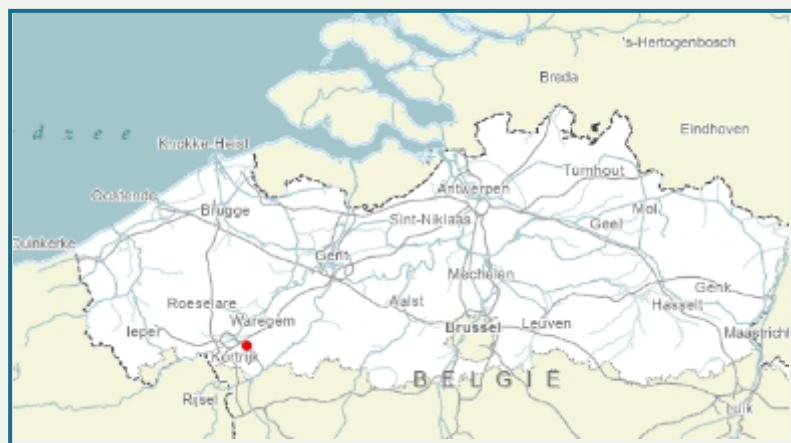 's-Hertogenbosch
Breda
d z e e
Eindhoven
Knokke-Heist
Turnhout
Antwerpen
Oostende
Mol
Brugge
Sint-Niklaas
Geel
Duinkerke
Gent
Mechelen
Genk
Roeselare
Aalst
Hasselt
Waregem
Ieper
Brussel
Leuven
Maastricht
Kortrijk
BELGIË
Rijsel
Luik